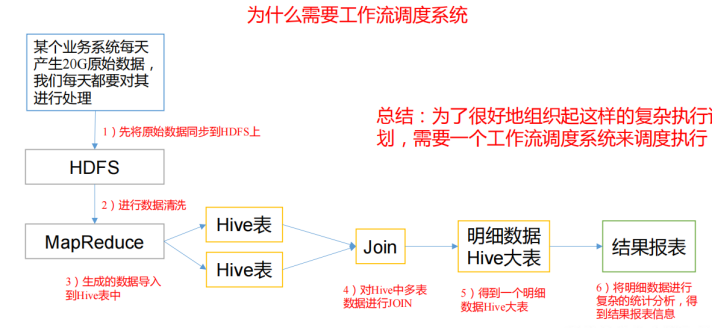 为什么需要工作流调度系统
某个业务系统每天
产生20G原始数据，
我们每天都要对其
进行处理
1）先将原始数据同步到HDFS上
总结：为了很好地组织起这样的复杂执行计
划，需要一个工作流调度系统来调度执行
HDFS
2）进行数据清洗
MapReduce
Hive表
Hive表
Join
明细数据
Hive大表
结果报表
3）生成的数据导入
到Hive表中
4）对Hive中多表
数据进行JOIN
5）得到一个明细
数据Hive大表
6）将明细数据进行
复杂的统计分析，得
到结果报表信息